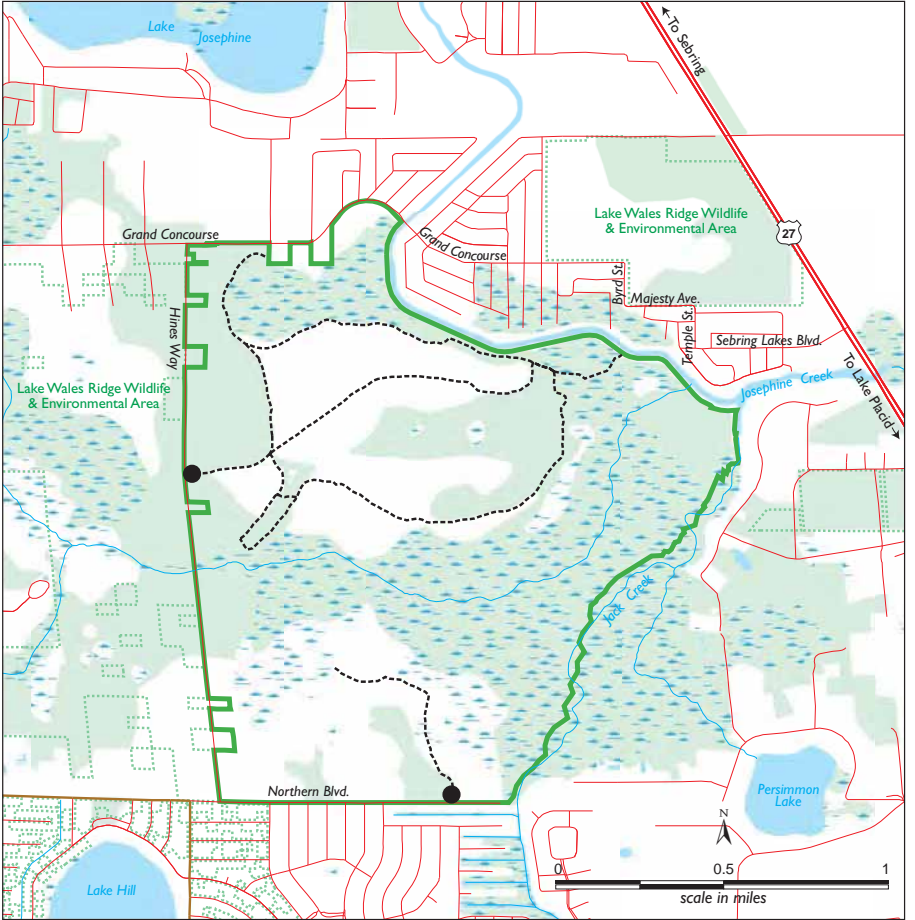 Lake Josephine
To Sebring
Lake Wales Ridge Wildlife
& Environmental Area
27
Grand Concourse
Grand Concourse
Byrd St.
Majesty Ave.
Temple St.
Sebring Lakes Blvd.
Hines Way
To Lake Placid
Josephine Creek
Lake Wales Ridge Wildlife
& Environmental Area
Jack Creek
Northern Blvd.
Persimmon
Lake
N
Lake Hill
0 0.5 1
scale in miles